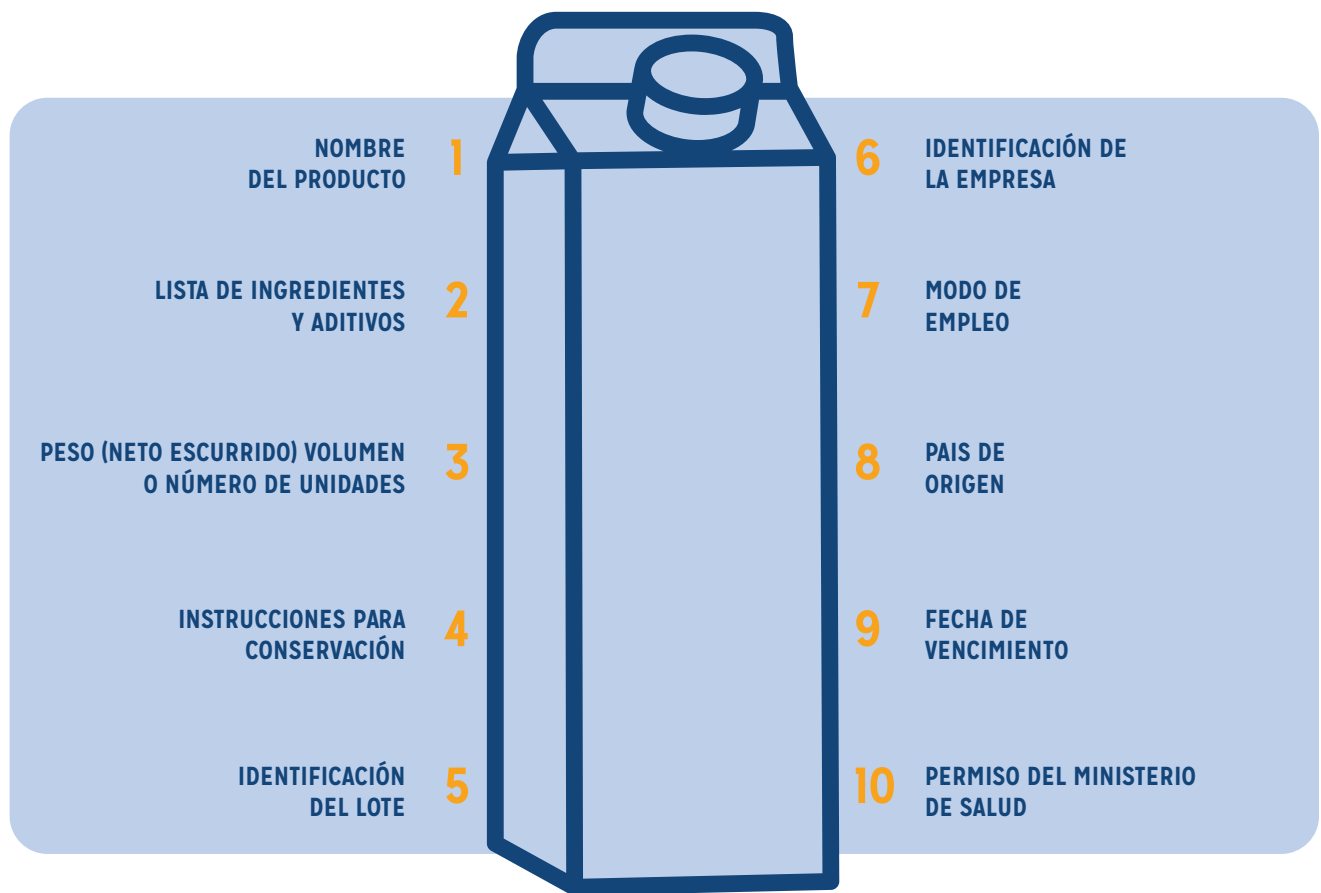 1
NOMBRE
DEL PRODUCTO
2
LISTA DE INGREDIENTES
Y ADITIVOS
3
PESO (NETO ESCURRIDO) VOLUMEN
O NÚMERO DE UNIDADES
4
INSTRUCCIONES PARA
CONSERVACIÓN
5
IDENTIFICACIÓN
DEL LOTE
6
IDENTIFICACIÓN DE
LA EMPRESA
7
MODO DE
EMPLEO
8
PAIS DE
ORIGEN
9
FECHA DE
VENCIMIENTO
10
PERMISO DEL MINISTERIO
DE SALUD